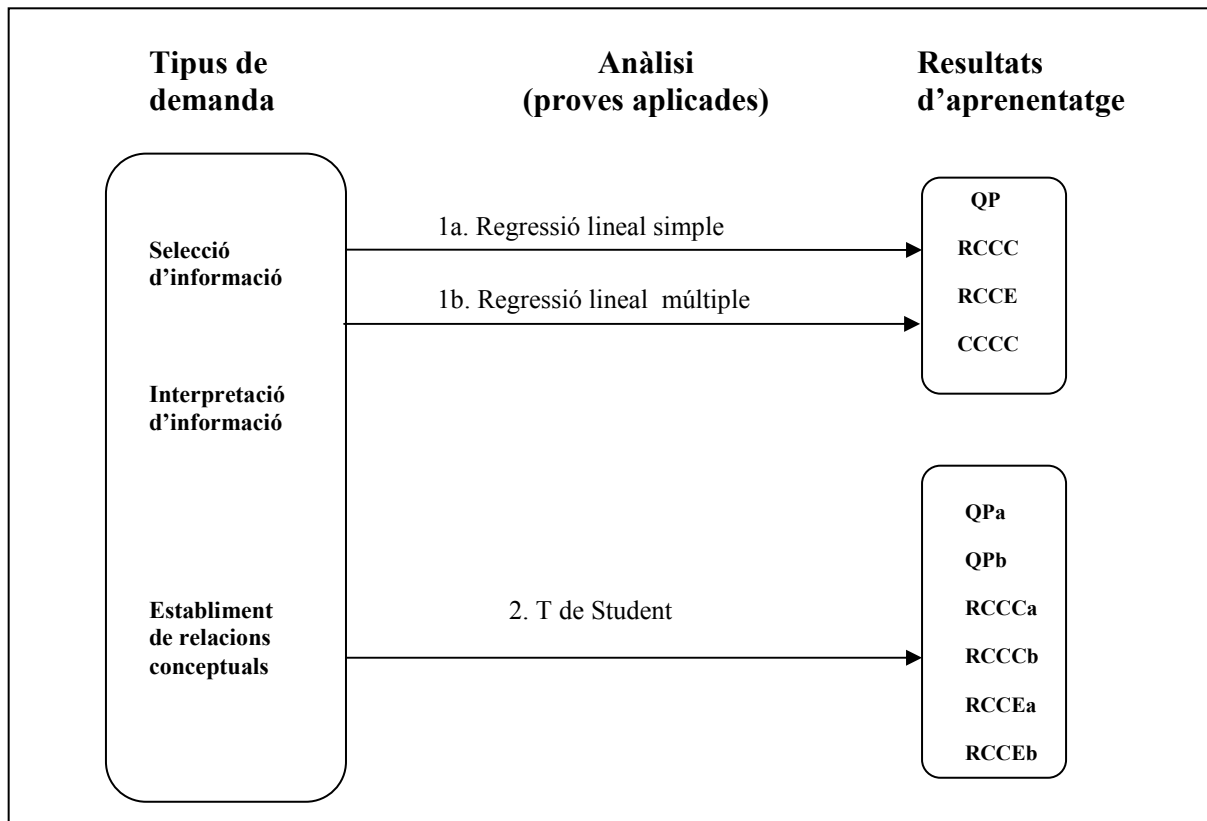 Tipus de
demanda
Anàlisi
(proves aplicades)
Resultats
d’aprenentatge
Selecció
d’informació
Interpretació
d’informació
Establiment
de relacions
conceptuals
1a. Regressió lineal simple
1b. Regressió lineal múltiple
2. T de Student
QP
RCCC
RCCE
CCCC
QPa
QPb
RCCCa
RCCCb
RCCEa
RCCEb